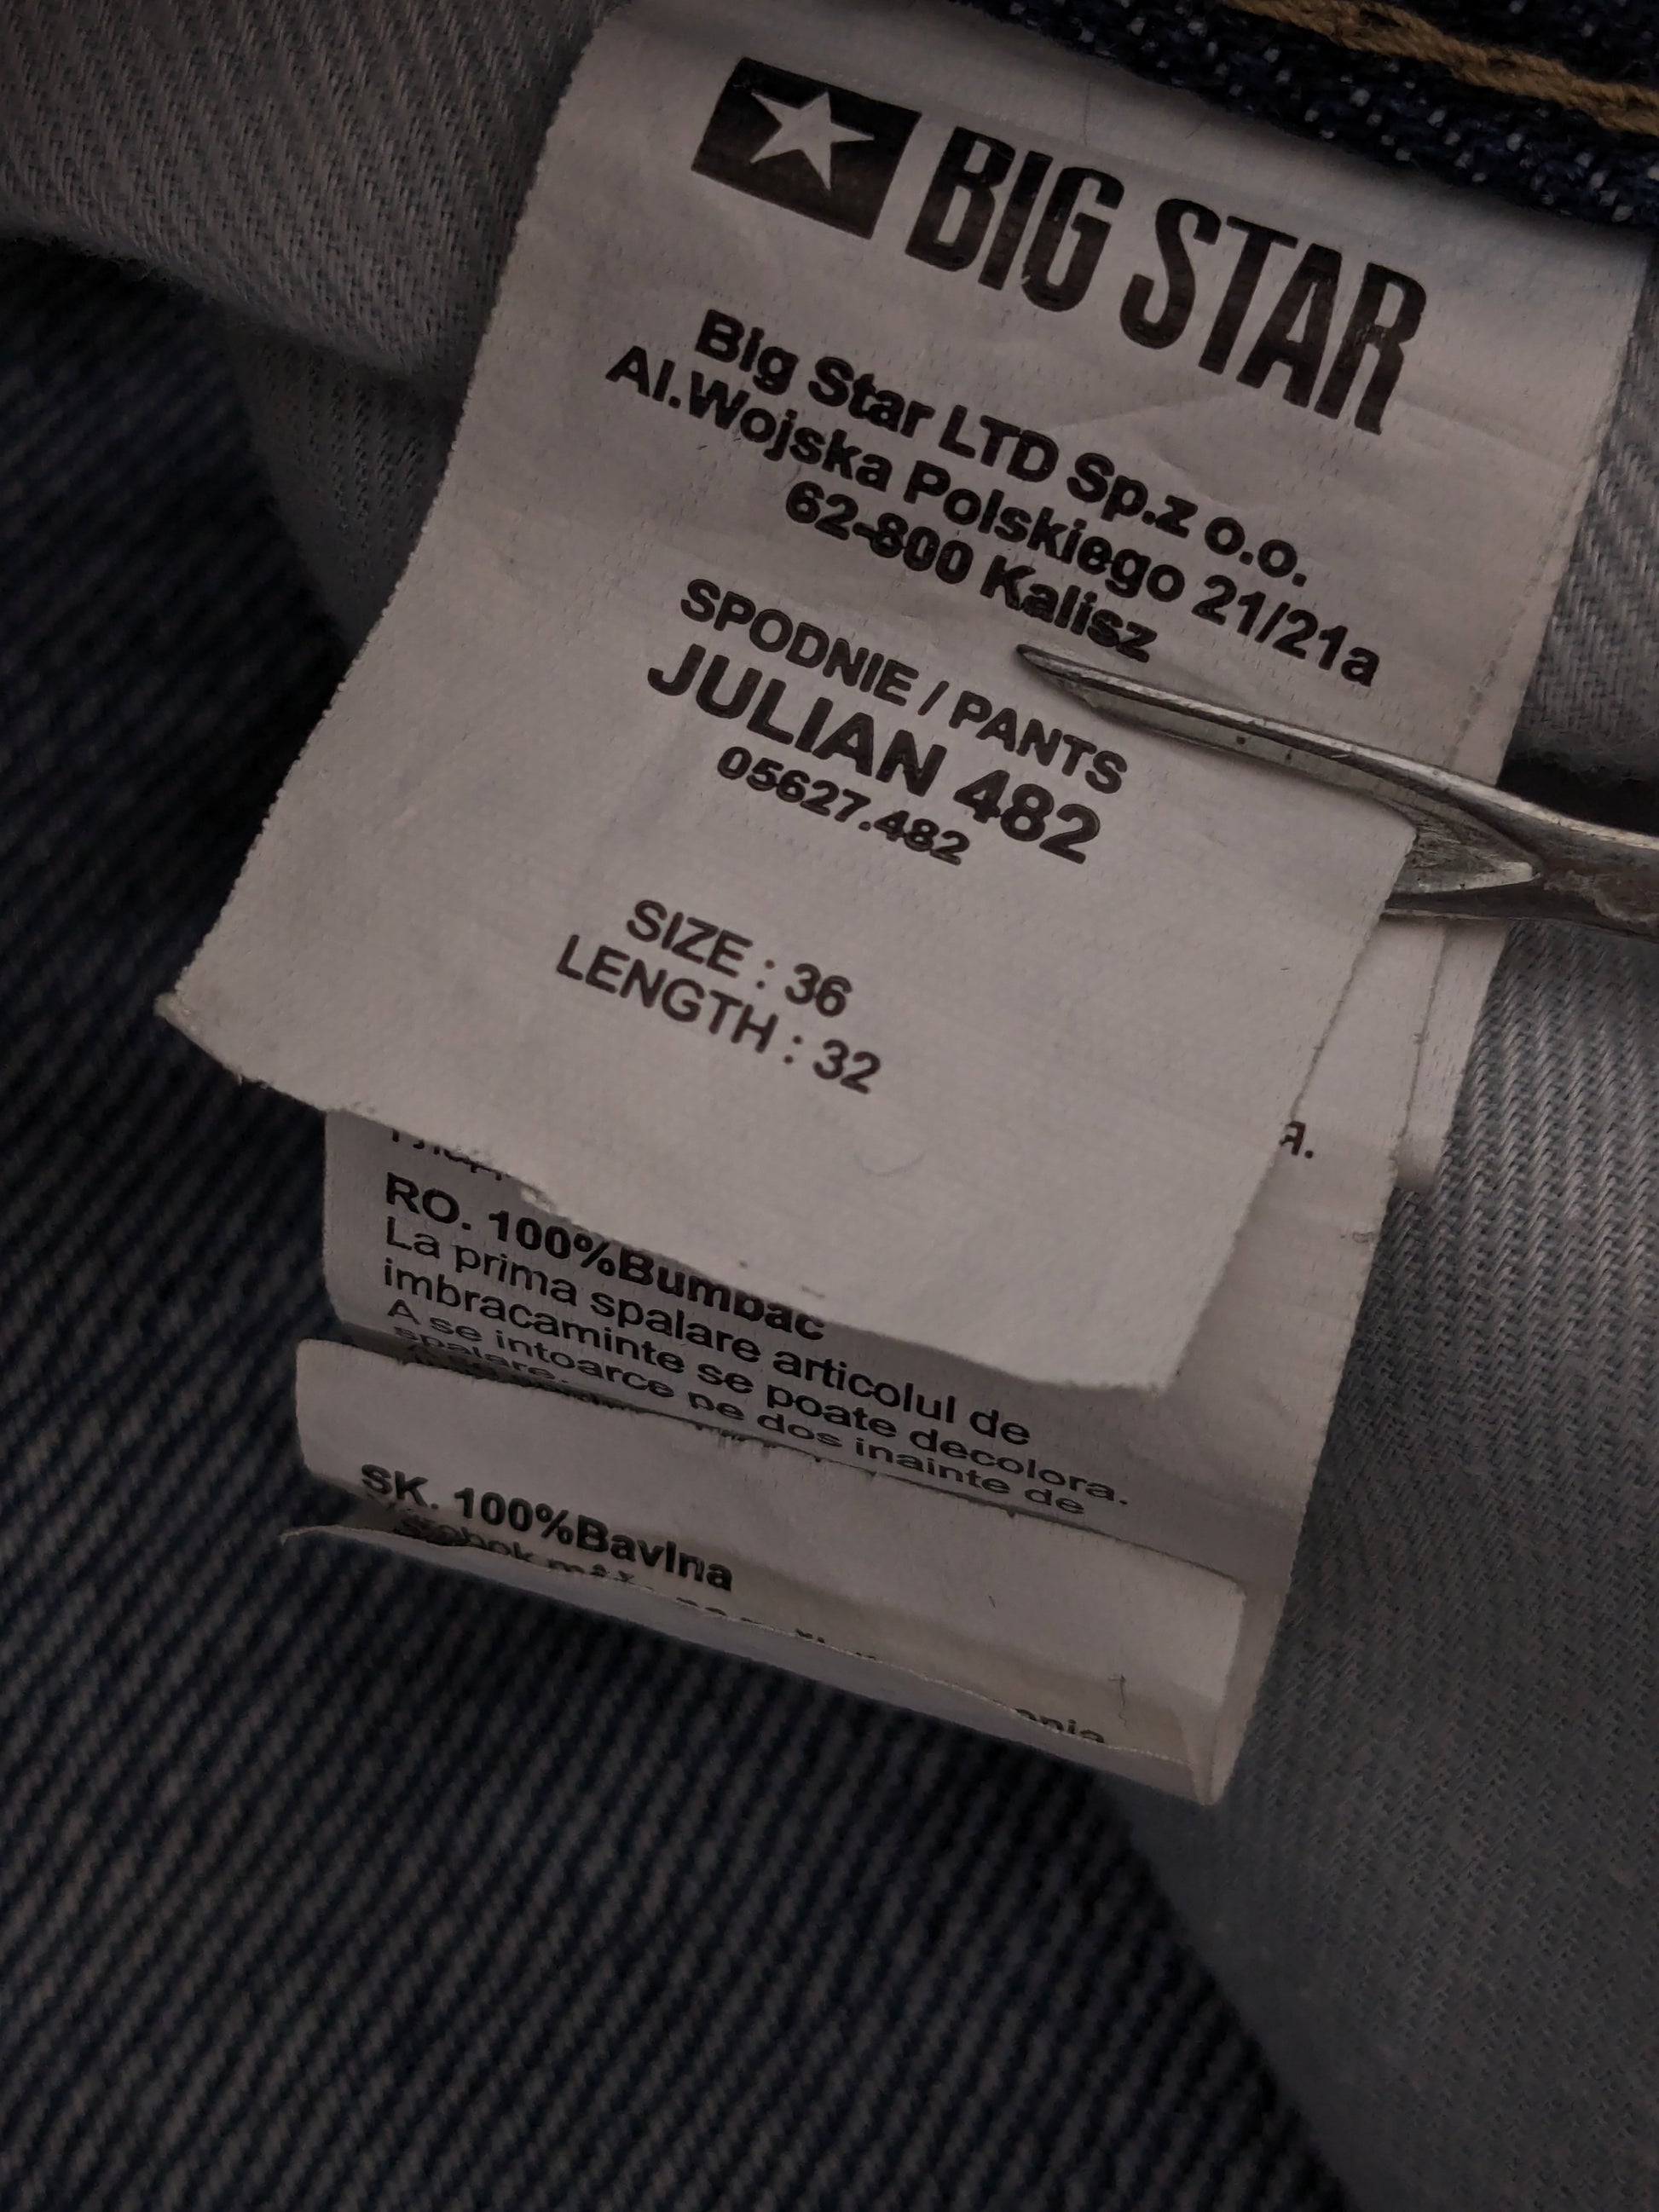 BIG STAR
Big Star LTD Sp.z o.o.
Al.Wojska Polskiego 21/21a
62-800 Kalisz
SPODNIE / PANTS
JULIAN 482
05627.482
SIZE : 36
LENGTH : 32
Я.
RO. 100%Bumbac
La prima spalare articolul de
imbracaminte se poate decolora.
A se intoarce pe dos inainte de
spalare.
SK. 100%Bavlna